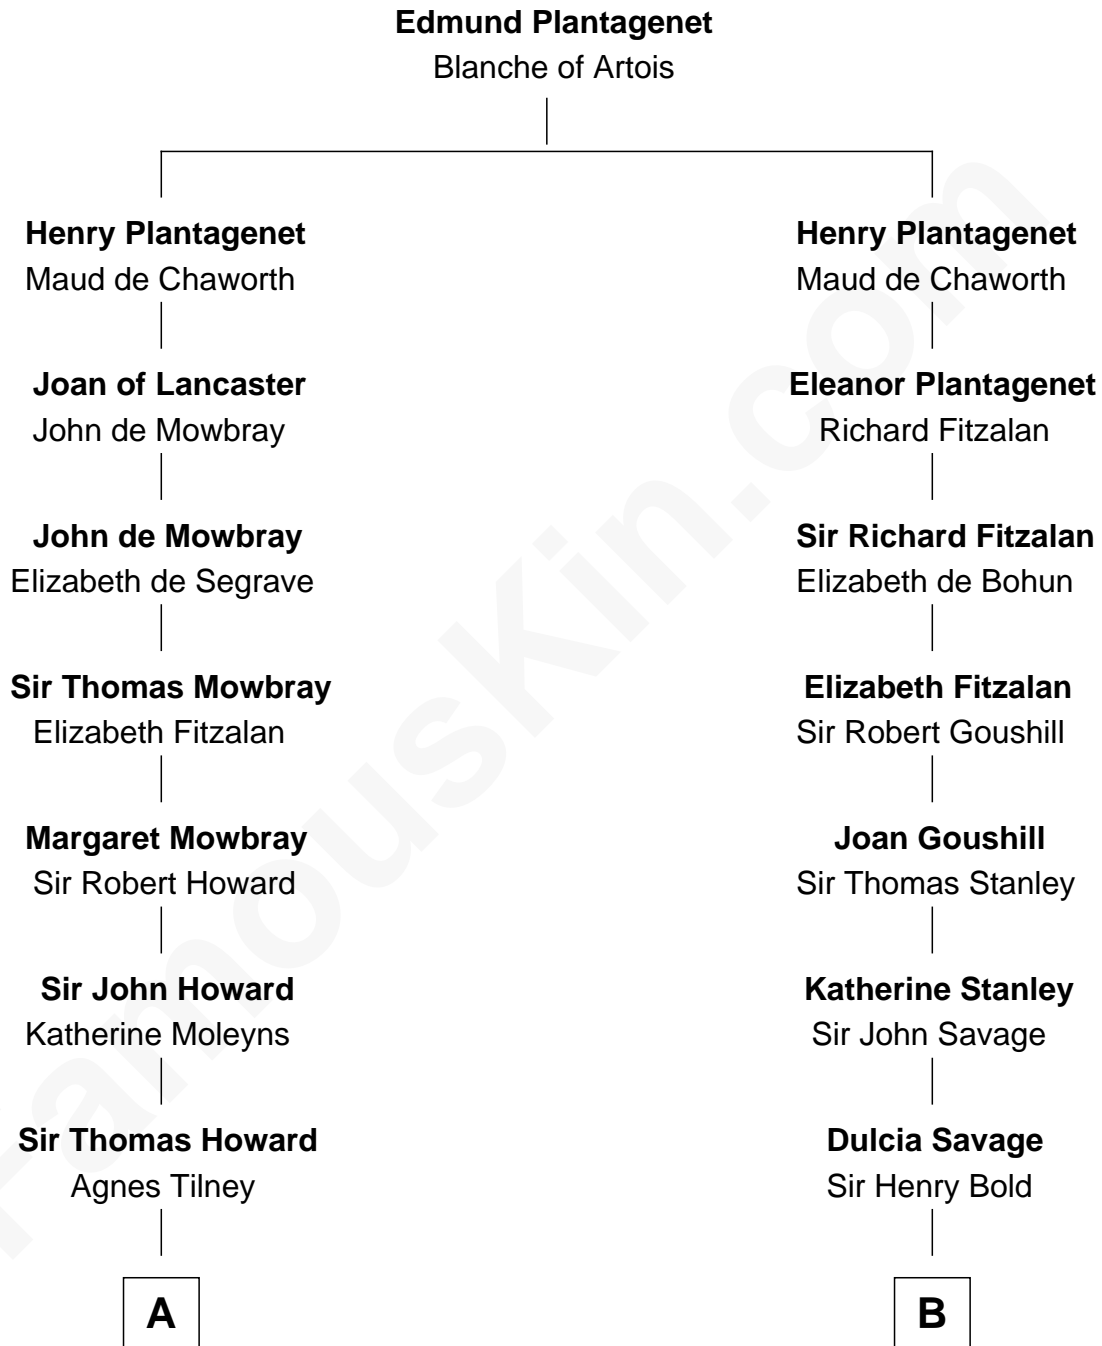 Edmund Plantagenet
Blanche of Artois
Henry Plantagenet
Maud de Chaworth
Joan of Lancaster
John de Mowbray
John de Mowbray
Elizabeth de Segrave
Sir Thomas Mowbray
Elizabeth Fitzalan
Margaret Mowbray
Sir Robert Howard
Sir John Howard
Katherine Moleyns
Sir Thomas Howard
Agnes Tilney
A
Henry Plantagenet
Maud de Chaworth
Eleanor Plantagenet
Richard Fitzalan
Sir Richard Fitzalan
Elizabeth de Bohun
Elizabeth Fitzalan
Sir Robert Goushill
Joan Goushill
Sir Thomas Stanley
Katherine Stanley
Sir John Savage
Dulcia Savage
Sir Henry Bold
B
FamousKin.com